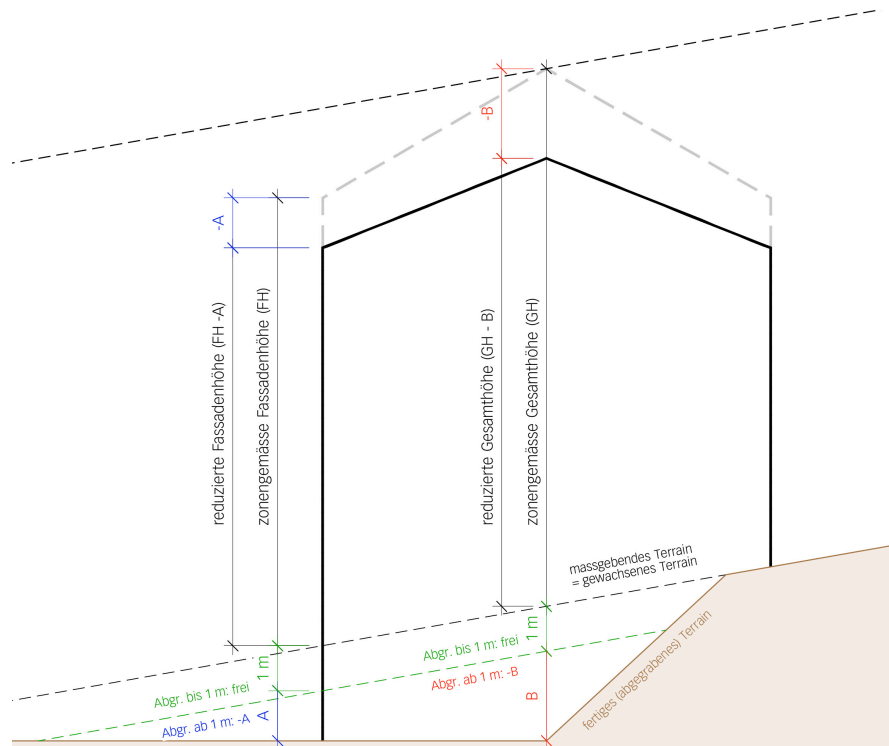 -B
-A
reduzierte Fassadenhöhe (FH -A)
zonengemässe Fassadenhöhe (FH)
reduzierte Gesamthöhe (GH - B)
zonengemässe Gesamthöhe (GH)
massgebendes Terrain
= gewachsenes Terrain
1 m
Abgr. bis 1 m: frei
1 m
Abgr. bis 1 m: frei
Abgr. ab 1 m: -B
B
fertiges (abgegrabenes) Terrain
A
Abgr. ab 1 m: -A